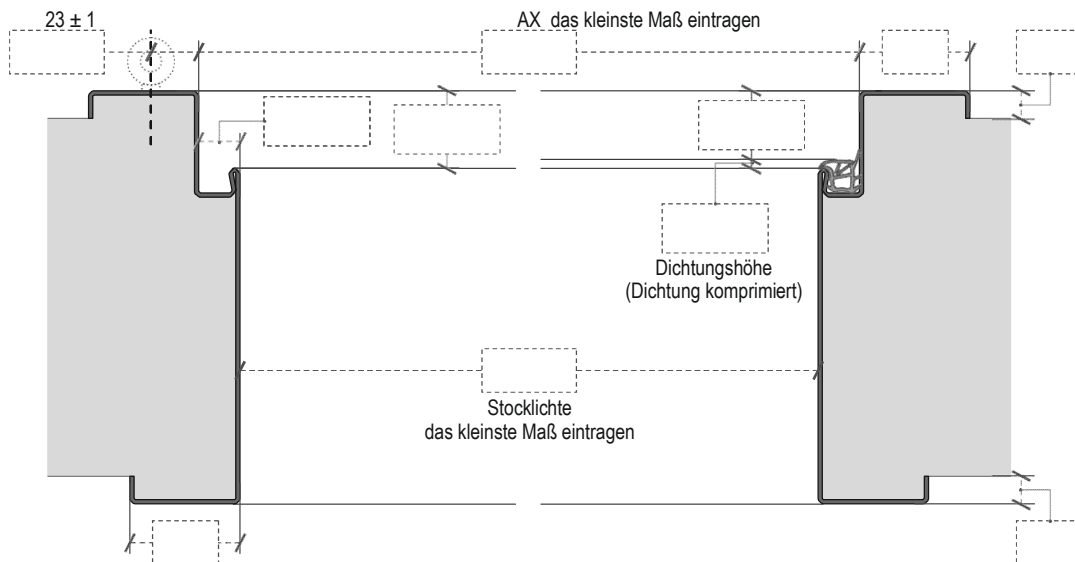 23 ± 1
AX das kleinste Maß eintragen
Dichtungshöhe
(Dichtung komprimiert)
Stocklichte
das kleinste Maß eintragen